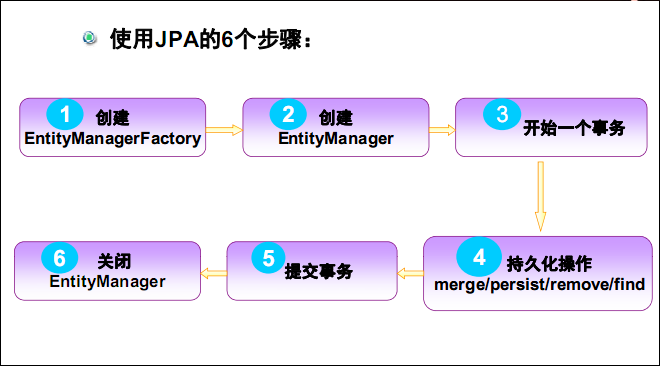 使用JPA的6个步骤：
1 创建
EntityManagerFactory
2 创建
EntityManager
3 开始一个事务
4 持久化操作
merge/persist/remove/find
5 提交事务
6 关闭
EntityManager